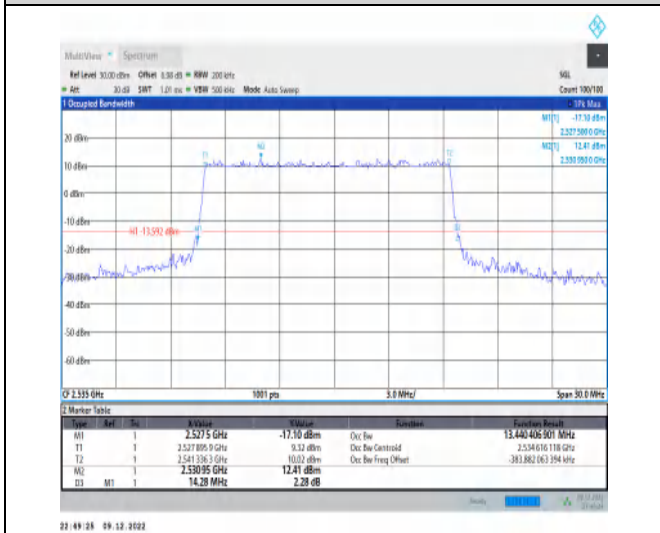 MultiView Spectrum
Ref Level 30.00 dBm Offset 8.98 dB RBW 200 kHz SGL
Att 30 dB SWT 1.01 ms VBW 500 kHz Mode Auto Sweep Count 100/100
1 Occupied Bandwidth 1Pk Max
M1[1] -17.10 dBm
2.527 500 0 GHz
20 dBm M2[1] 12.41 dBm
M2 2.530 950 0 GHz
T1 T2
10 dBm
0 dBm
-10 dBm
H1 -13.592 dBm
-20 dBm
-30 dBm
-40 dBm
-50 dBm
-60 dBm
CF 2.535 GHz 1001 pts 3.0 MHz/ Span 30.0 MHz
2 Marker Table
Type Ref Trc X-Value Y-Value Function Function Result
M1 1 2.5275 GHz -17.10 dBm Occ Bw 13.440 406 901 MHz
T1 1 2.527 895 9 GHz 9.32 dBm Occ Bw Centroid 2.534 616 118 GHz
T2 1 2.541 336 3 GHz 10.02 dBm Occ Bw Freq Offset -383.882 063 394 kHz
M2 1 2.530 95 GHz 12.41 dBm
D3 M1 1 14.28 MHz 2.28 dB
Ready
22:49:25 09.12.2022